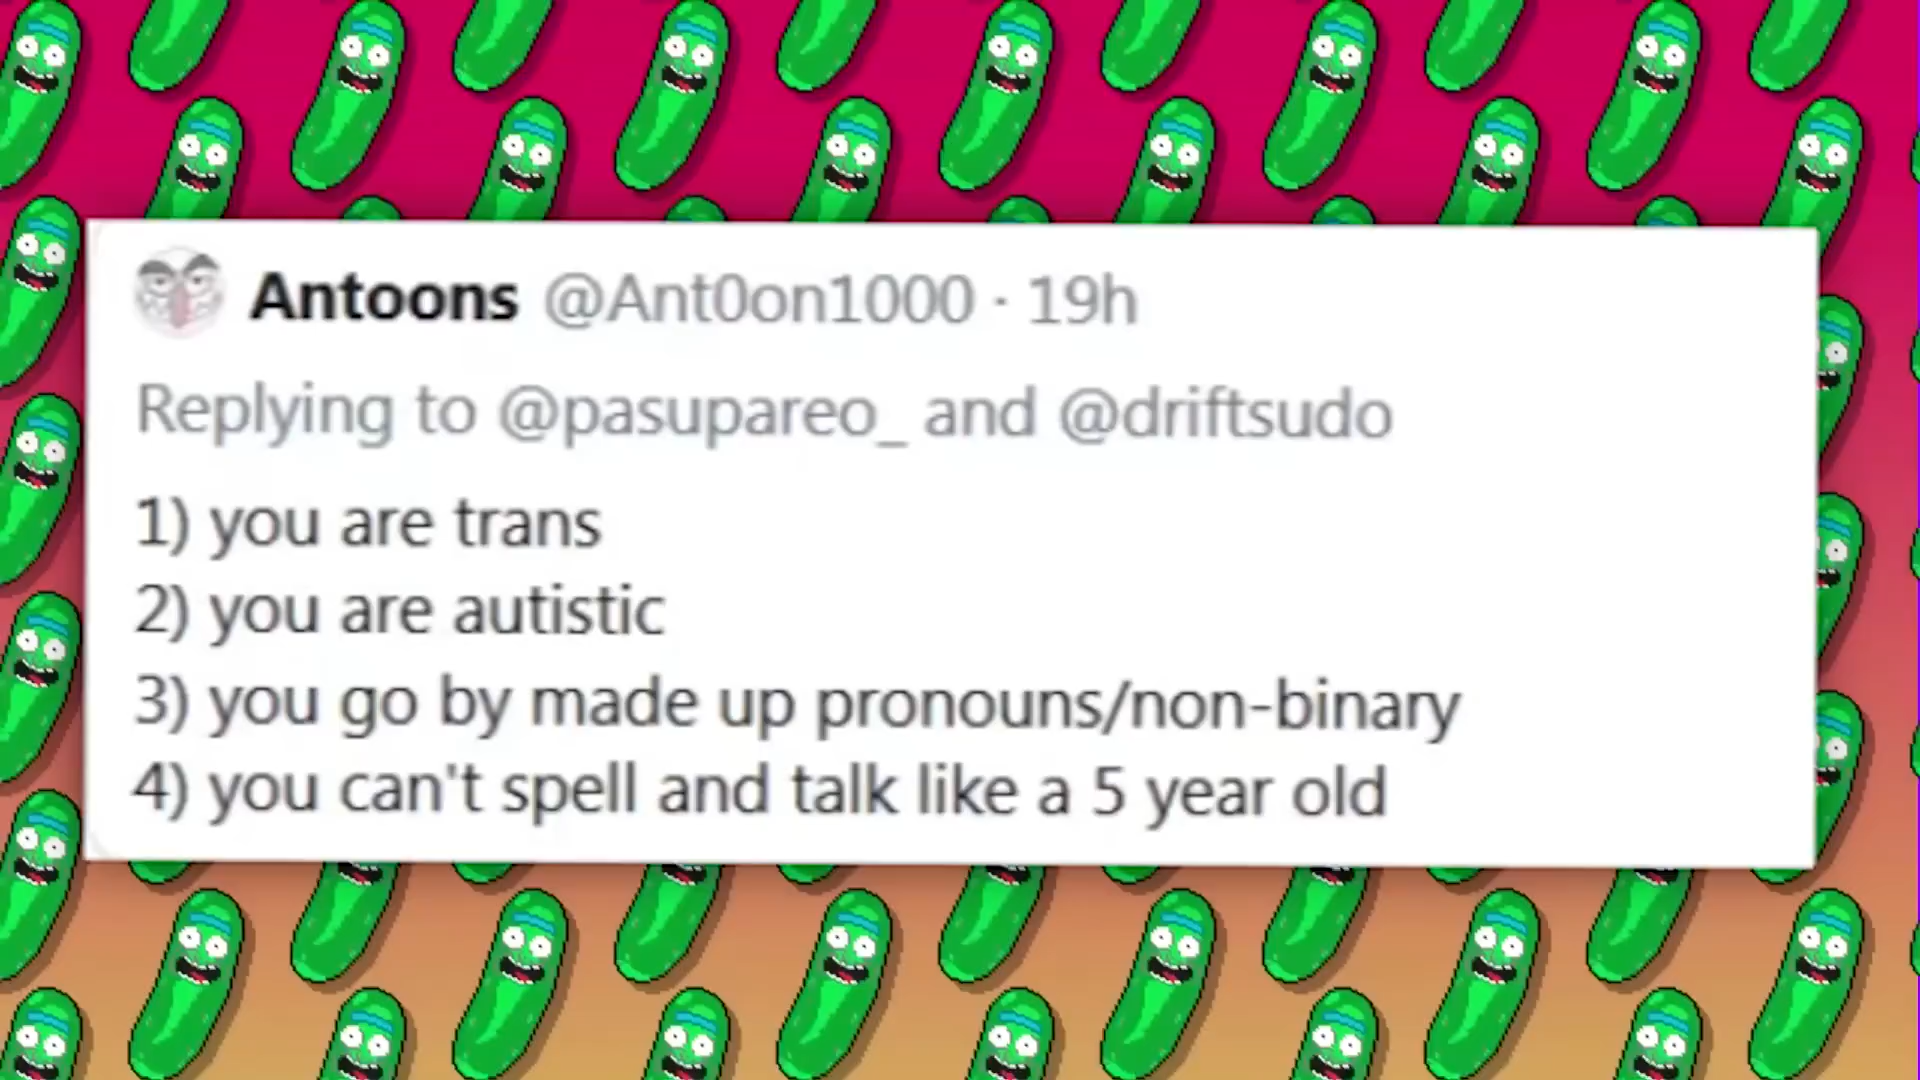 Antoons @Ant0on1000 · 19h
Replying to @pasupareo_ and @driftsudo
1) you are trans
2) you are autistic
3) you go by made up pronouns/non-binary
4) you can't spell and talk like a 5 year old